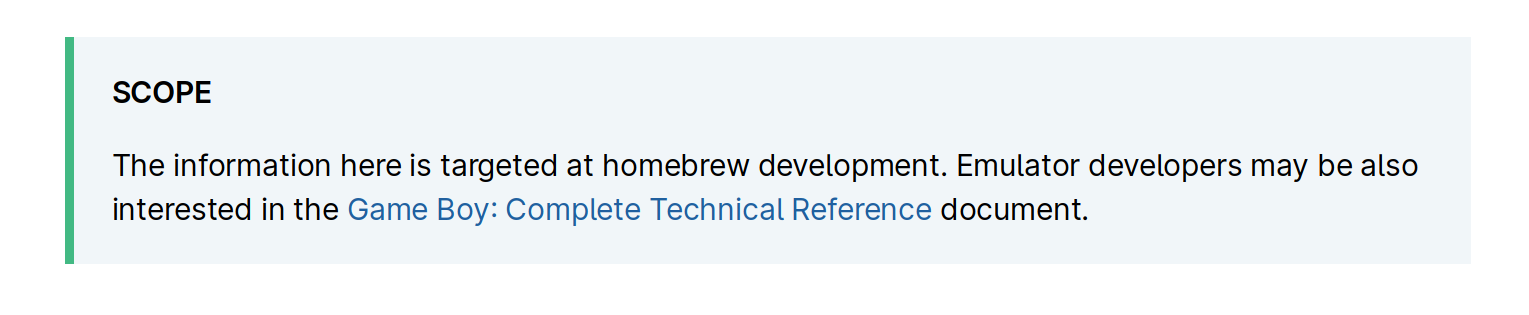 SCOPE
The information here is targeted at homebrew development. Emulator developers may be also
interested in the Game Boy: Complete Technical Reference document.